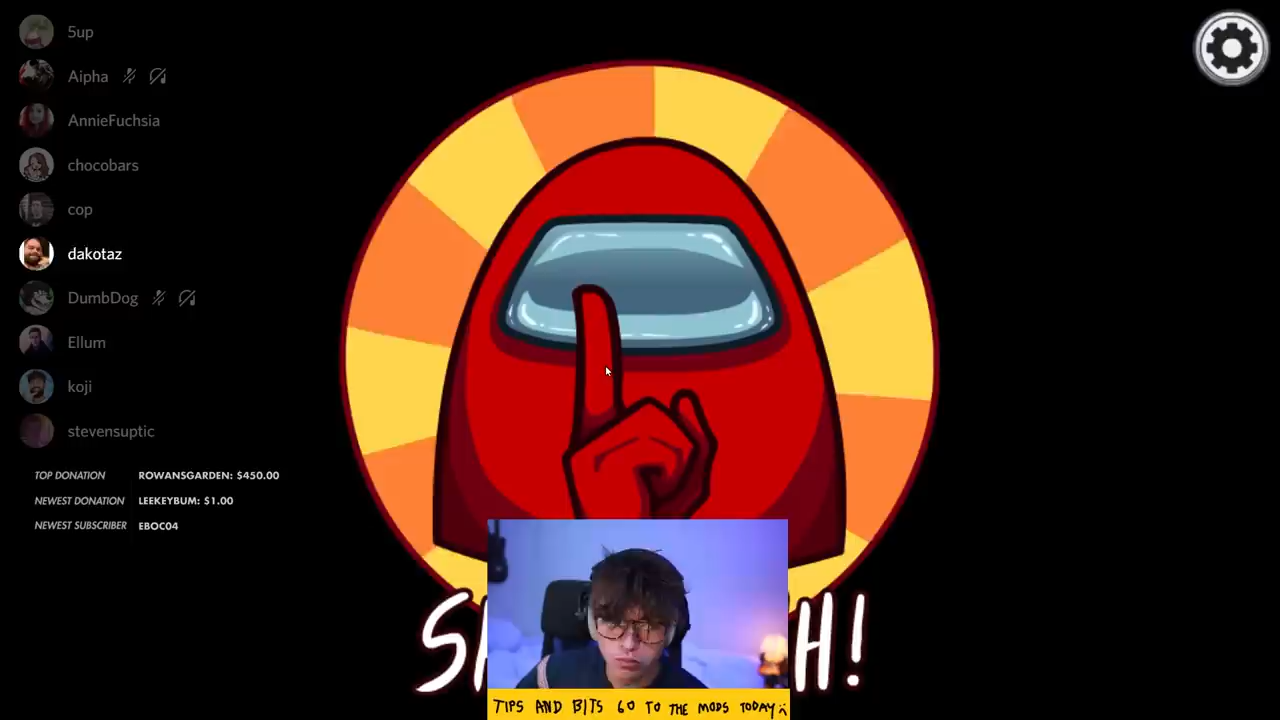 5up
Aipha
AnnieFuchsia
chocobars
cop
dakotaz
DumbDog
Ellum
koji
stevensuptic
TOP DONATION ROWANSGARDEN: $450.00
NEWEST DONATION LEEKEYBUM: $1.00
NEWEST SUBSCRIBER EBOC04
S H!
TIPS AND BITS GO TO THE MODS TODAY